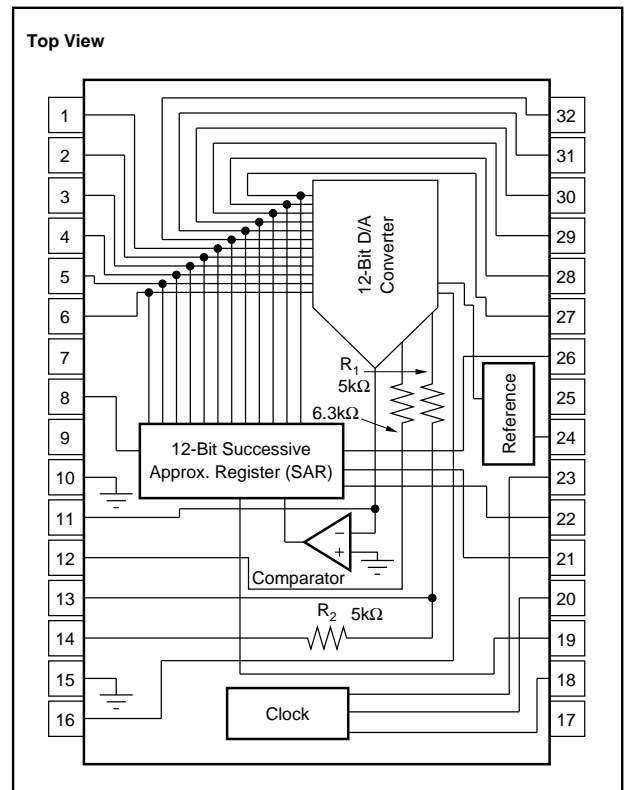 Top View
1
2
3
4
5
6
7
8
9
10
11
12
13
14
15
16
32
31
30
29
28
27
26
25
24
23
22
21
20
19
18
17
12-Bit D/A
Converter
R1
5kΩ
6.3kΩ
Reference
12-Bit Successive
Approx. Register (SAR)
−
+
Comparator
R2 5kΩ
Clock